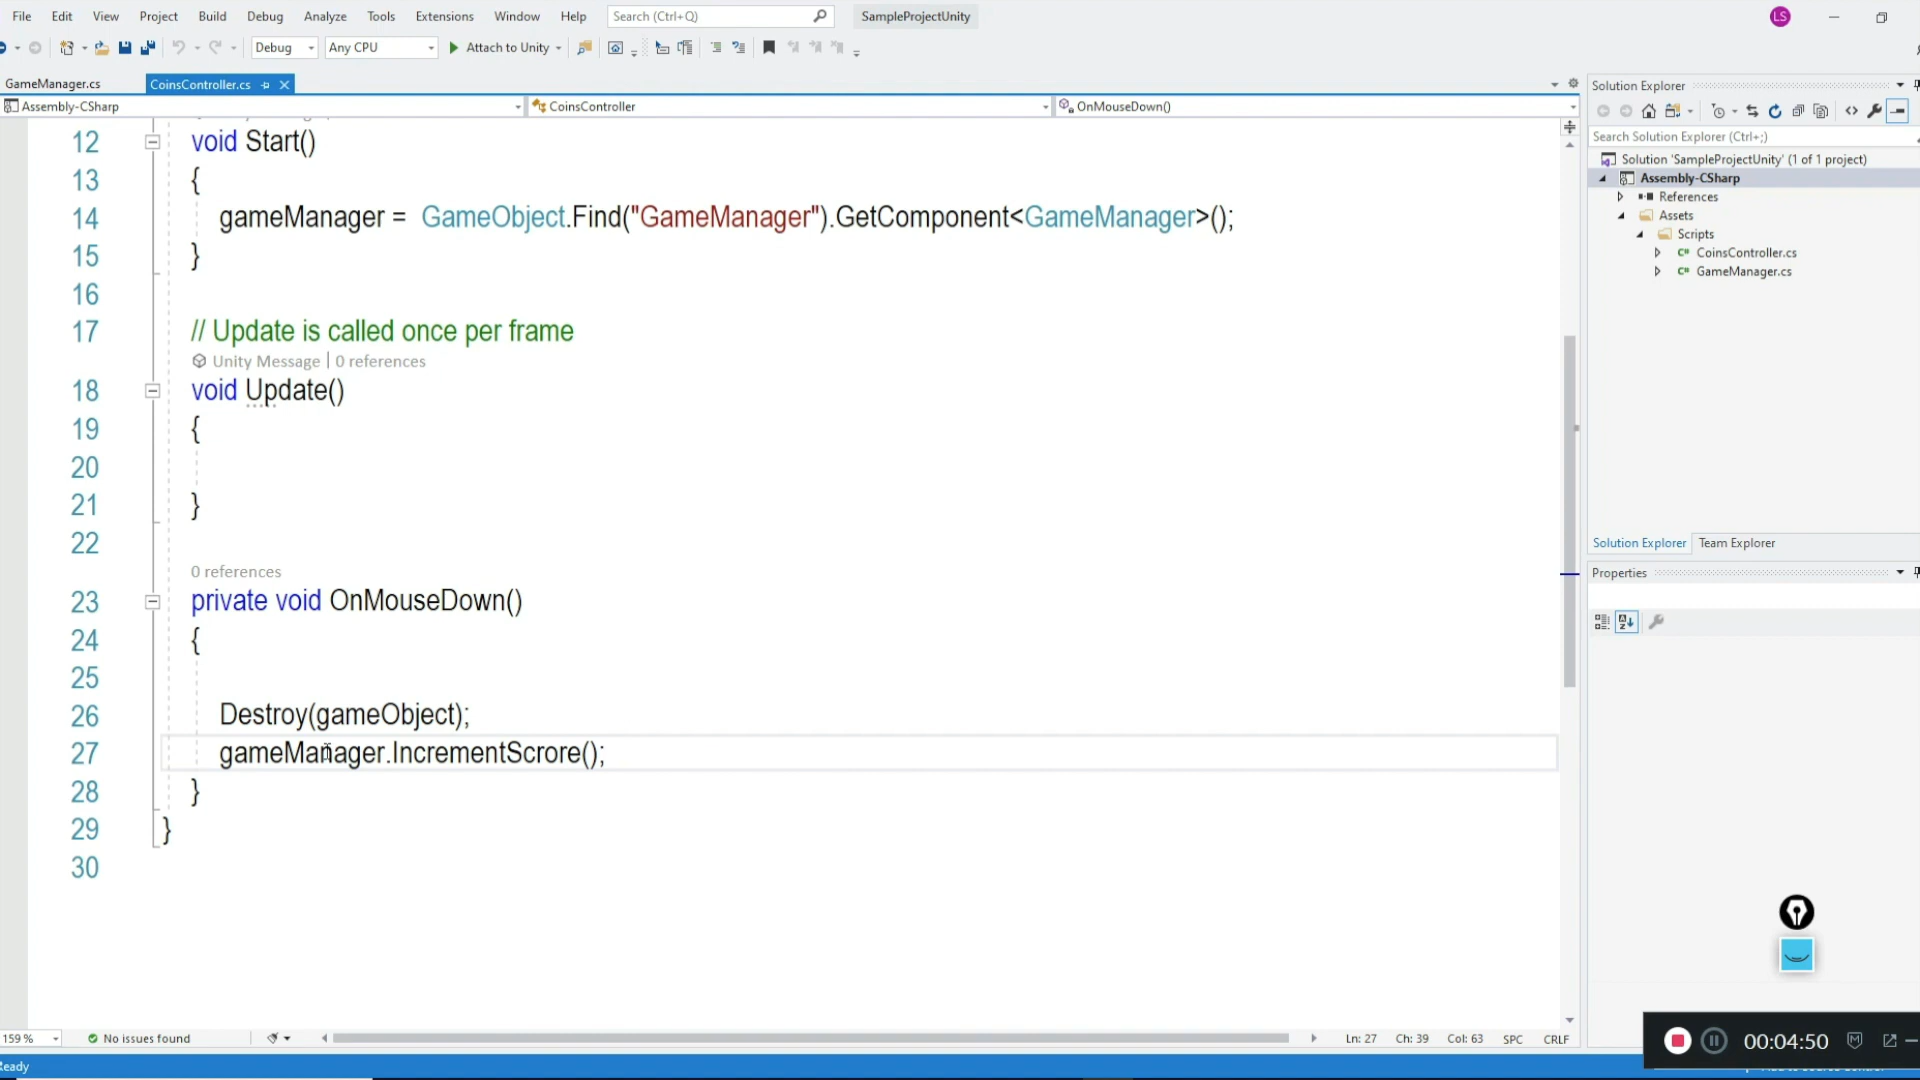 File Edit View Project Build Debug Analyze Tools Extensions Window Help Search (Ctrl+Q) SampleProjectUnity LS
Debug Any CPU Attach to Unity
GameManager.cs CoinsController.cs
Assembly-CSharp CoinsController OnMouseDown()
12 void Start()
13 {
14 gameManager = GameObject.Find("GameManager").GetComponent<GameManager>();
15 }
16
17 // Update is called once per frame
Unity Message | 0 references
18 void Update()
19 {
20
21 }
22
0 references
23 private void OnMouseDown()
24 {
25
26 Destroy(gameObject);
27 gameManager.IncrementScrore();
28 }
29 }
30
159 % No issues found Ln: 27 Ch: 39 Col: 63 SPC CRLF
eady
Solution Explorer
Search Solution Explorer (Ctrl+;)
Solution 'SampleProjectUnity' (1 of 1 project)
Assembly-CSharp
References
Assets
Scripts
C# CoinsController.cs
C# GameManager.cs
Solution Explorer Team Explorer
Properties
00:04:50